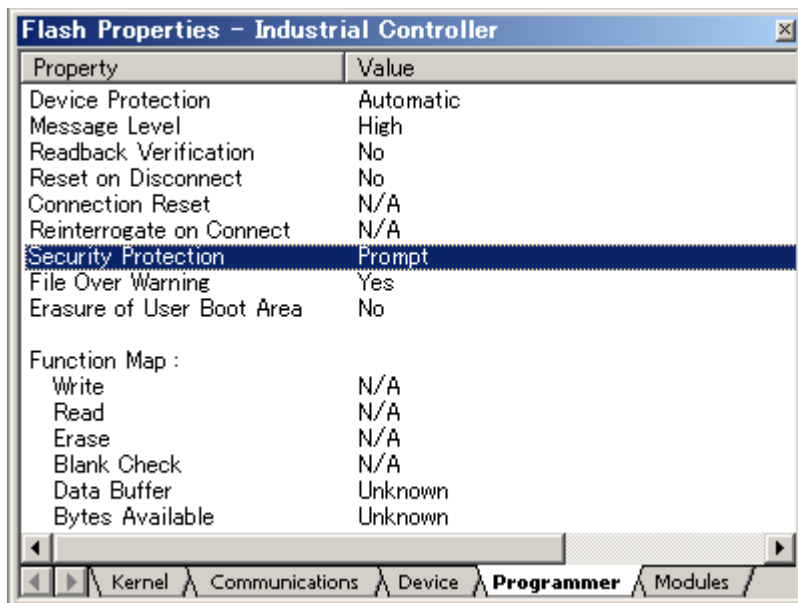 Flash Properties – Industrial Controller
Property Value
Device Protection Automatic
Message Level High
Readback Verification No
Reset on Disconnect No
Connection Reset N/A
Reinterrogate on Connect N/A
Security Protection Prompt
File Over Warning Yes
Erasure of User Boot Area No
Function Map :
Write N/A
Read N/A
Erase N/A
Blank Check N/A
Data Buffer Unknown
Bytes Available Unknown
Kernel Communications Device Programmer Modules